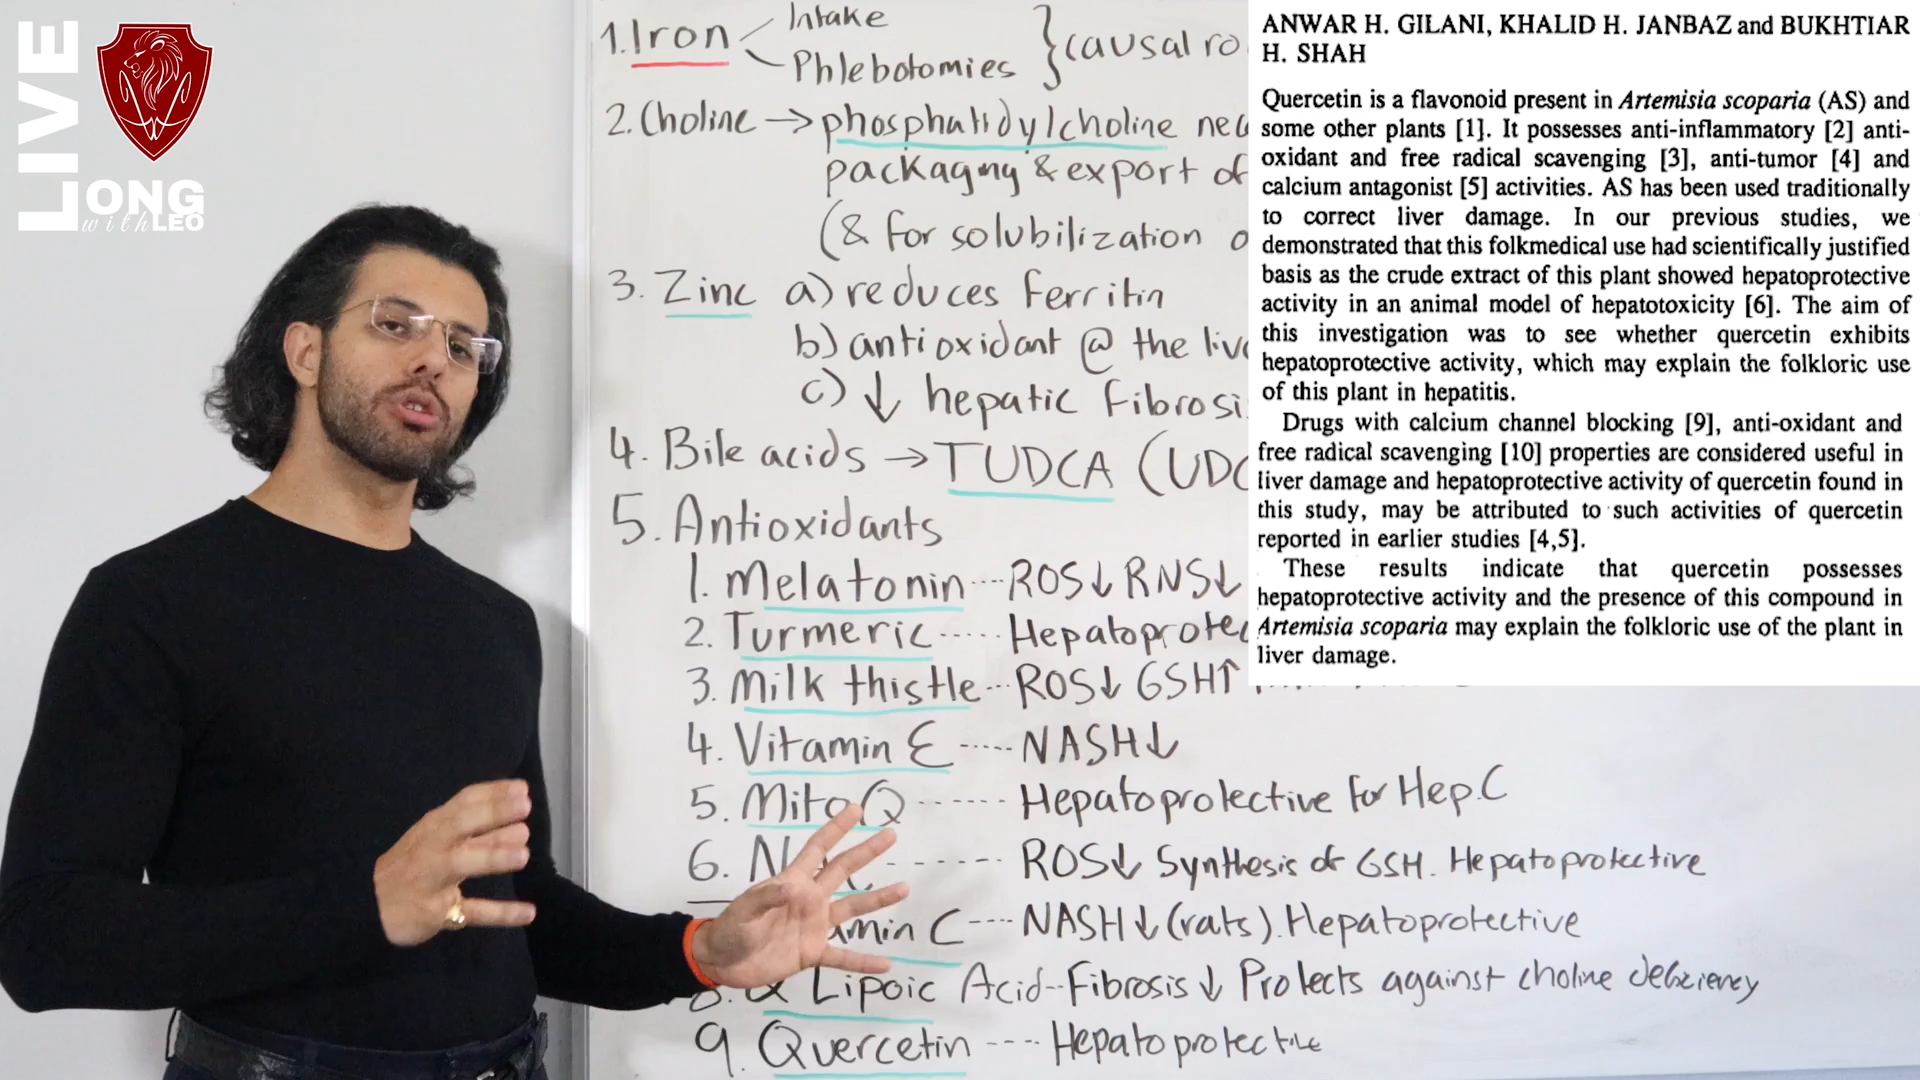 LIVE
LONG
with LEO
1. Iron
Intake
Phlebotomies
causal ro
2. Choline → phosphatidylcholine nec
packaging & export of
(& for solubilization o
3. Zinc a) reduces ferritin
b) antioxidant @ the live
c) ↓ hepatic fibrosi
4. Bile acids → TUDCA (UDC
5. Antioxidants
1. Melatonin ---- ROS↓ RNS↓
2. Turmeric ----- Hepatoprotec
3. Milk thistle -- ROS↓ GSH↑
4. Vitamin E ----- NASH↓
5. MitoQ ------ Hepatoprotective for Hep.C
6. N ------ ROS↓ Synthesis of GSH. Hepatoprotective
amin C ---- NASH↓ (rats). Hepatoprotective
8. α Lipoic Acid -- Fibrosis ↓ Protects against choline deficiency
9. Quercetin ---- Hepatoprotective
ANWAR H. GILANI, KHALID H. JANBAZ and BUKHTIAR
H. SHAH
Quercetin is a flavonoid present in Artemisia scoparia (AS) and
some other plants [1]. It possesses anti-inflammatory [2] anti-
oxidant and free radical scavenging [3], anti-tumor [4] and
calcium antagonist [5] activities. AS has been used traditionally
to correct liver damage. In our previous studies, we
demonstrated that this folkmedical use had scientifically justified
basis as the crude extract of this plant showed hepatoprotective
activity in an animal model of hepatotoxicity [6]. The aim of
this investigation was to see whether quercetin exhibits
hepatoprotective activity, which may explain the folkloric use
of this plant in hepatitis.
Drugs with calcium channel blocking [9], anti-oxidant and
free radical scavenging [10] properties are considered useful in
liver damage and hepatoprotective activity of quercetin found in
this study, may be attributed to such activities of quercetin
reported in earlier studies [4,5].
These results indicate that quercetin possesses
hepatoprotective activity and the presence of this compound in
Artemisia scoparia may explain the folkloric use of the plant in
liver damage.